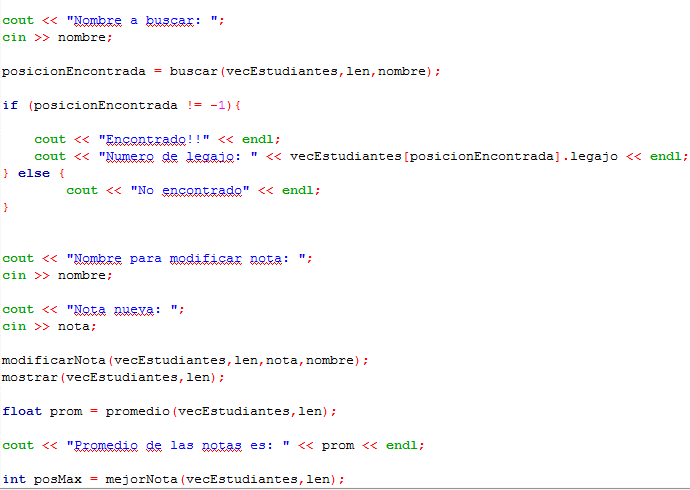 cout << "Nombre a buscar: ";
cin >> nombre;
posicionEncontrada = buscar(vecEstudiantes,len,nombre);
if (posicionEncontrada != -1){
cout << "Encontrado!!" << endl;
cout << "Numero de legajo: " << vecEstudiantes[posicionEncontrada].legajo << endl;
} else {
cout << "No encontrado" << endl;
}
cout << "Nombre para modificar nota: ";
cin >> nombre;
cout << "Nota nueva: ";
cin >> nota;
modificarNota(vecEstudiantes,len,nota,nombre);
mostrar(vecEstudiantes,len);
float prom = promedio(vecEstudiantes,len);
cout << "Promedio de las notas es: " << prom << endl;
int posMax = mejorNota(vecEstudiantes,len);